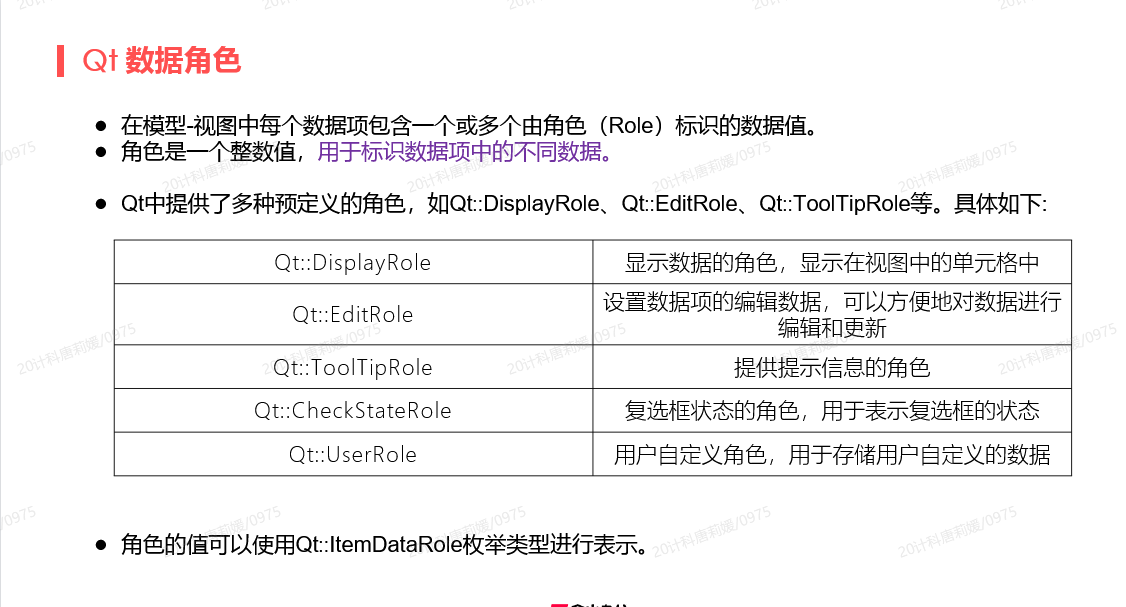 Qt 数据角色
● 在模型-视图中每个数据项包含一个或多个由角色（Role）标识的数据值。
● 角色是一个整数值，用于标识数据项中的不同数据。
● Qt中提供了多种预定义的角色，如Qt::DisplayRole、Qt::EditRole、Qt::ToolTipRole等。具体如下:
Qt::DisplayRole 显示数据的角色，显示在视图中的单元格中
Qt::EditRole 设置数据项的编辑数据，可以方便地对数据进行
编辑和更新
Qt::ToolTipRole 提供提示信息的角色
Qt::CheckStateRole 复选框状态的角色，用于表示复选框的状态
Qt::UserRole 用户自定义角色，用于存储用户自定义的数据
● 角色的值可以使用Qt::ItemDataRole枚举类型进行表示。
20计科唐莉媛/0975